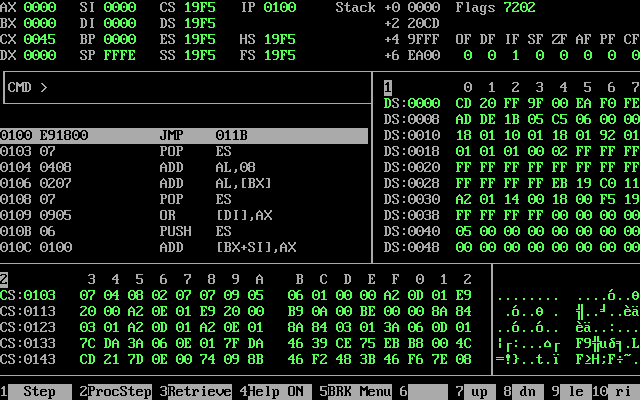 AX 0000 SI 0000 CS 19F5 IP 0100 Stack +0 0000 Flags 7202
BX 0000 DI 0000 DS 19F5 +2 20CD
CX 0045 BP 0000 ES 19F5 HS 19F5 +4 9FFF OF DF IF SF ZF AF PF CF
DX 0000 SP FFFE SS 19F5 FS 19F5 +6 EA00 0 0 1 0 0 0 0 0
CMD >
1 0 1 2 3 4 5 6 7
DS:0000 CD 20 FF 9F 00 EA F0 FE
DS:0008 AD DE 1B 05 C5 06 00 00
DS:0010 18 01 10 01 18 01 92 01
DS:0018 01 01 01 00 02 FF FF FF
DS:0020 FF FF FF FF FF FF FF FF
DS:0028 FF FF FF FF EB 19 C0 11
DS:0030 A2 01 14 00 18 00 F5 19
DS:0038 FF FF FF FF 00 00 00 00
DS:0040 05 00 00 00 00 00 00 00
DS:0048 00 00 00 00 00 00 00 00
0100 E91800 JMP 011B
0103 07 POP ES
0104 0408 ADD AL,08
0106 0207 ADD AL,[BX]
0108 07 POP ES
0109 0905 OR [DI],AX
010B 06 PUSH ES
010C 0100 ADD [BX+SI],AX
2 3 4 5 6 7 8 9 A B C D E F 0 1 2
CS:0103 07 04 08 02 07 07 09 05 06 01 00 00 A2 0D 01 E9 ........ ....ó..Θ
CS:0113 20 00 A2 0E 01 E9 20 00 B9 0A 00 BE 00 00 8A 84 .ó..Θ . ╣..╛..èä
CS:0123 03 01 A2 0D 01 A2 0E 01 8A 84 03 01 3A 06 0D 01 ..ó..ó.. èä..:...
CS:0133 7C DA 3A 06 0E 01 7F DA 46 39 CE 75 EB B8 00 4C |┌:...⌂┌ F9╬uδ╕.L
CS:0143 CD 21 7D 0E 00 74 09 8B 46 F2 48 3B 46 F6 7E 08 =!}..t.ï F≥H;F÷~.
1 Step 2 ProcStep 3 Retrieve 4 Help ON 5 BRK Menu 6 7 up 8 dn 9 le 10 ri